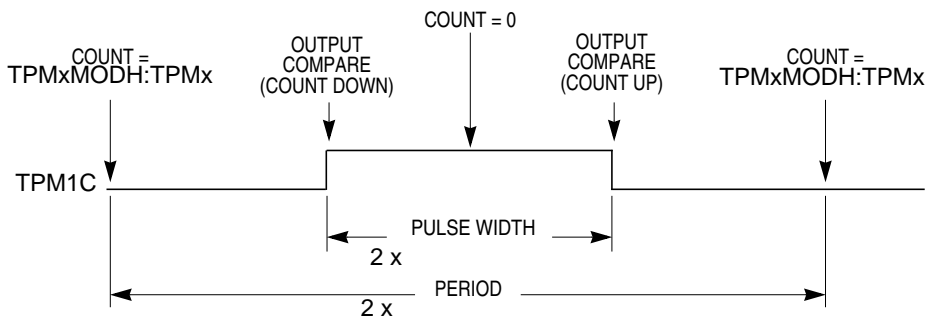 COUNT = 0
COUNT =
TPMxMODH:TPMx
OUTPUT
COMPARE
(COUNT DOWN)
OUTPUT
COMPARE
(COUNT UP)
COUNT =
TPMxMODH:TPMx
TPM1C
PULSE WIDTH
2 x
PERIOD
2 x